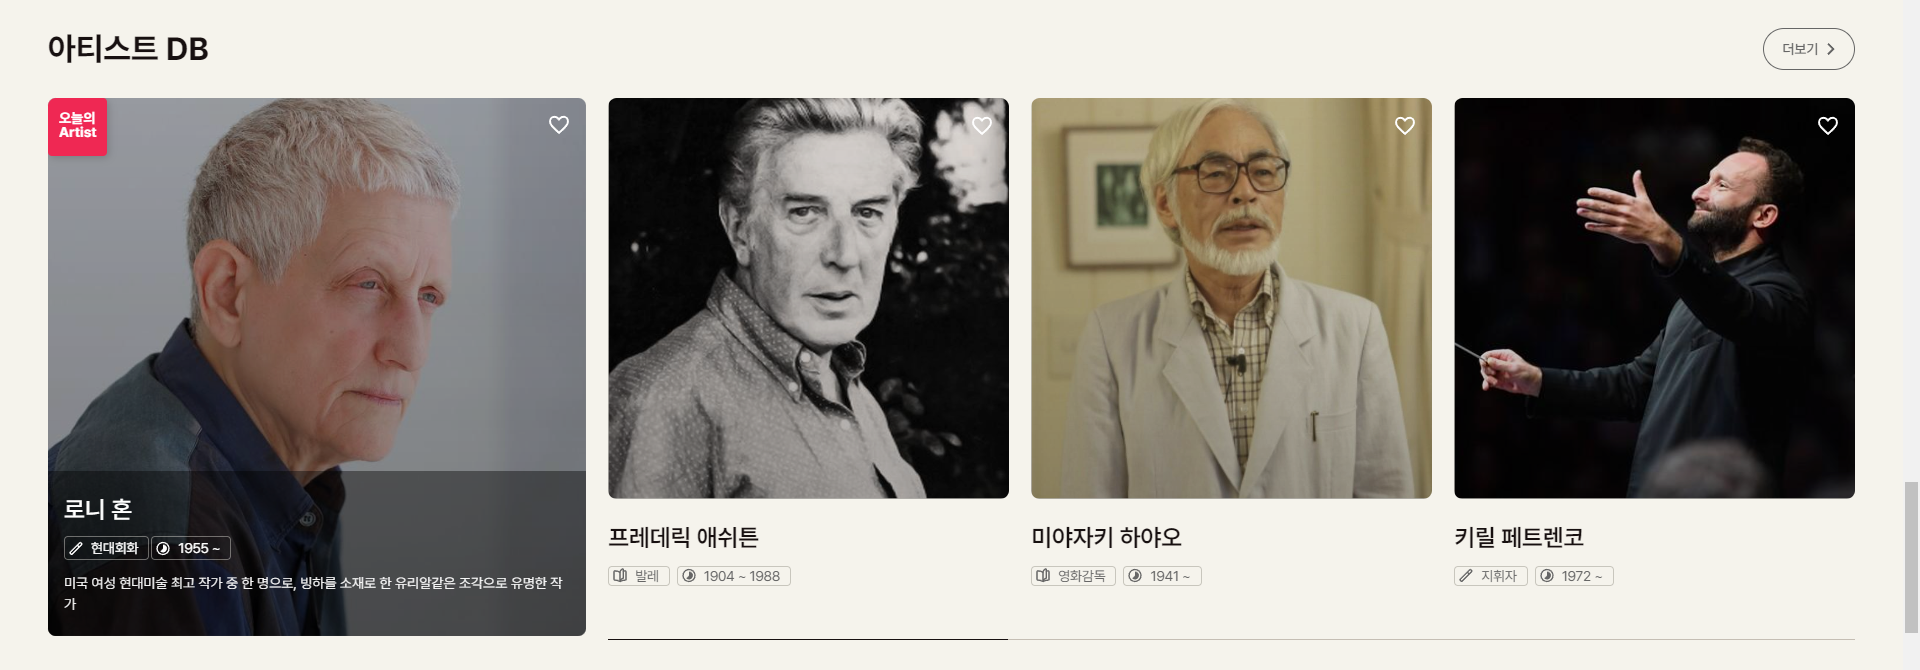 아티스트 DB
더보기
오늘의
Artist
로니 혼
현대회화
1955 ~
미국 여성 현대미술 최고 작가 중 한 명으로, 빙하를 소재로 한 유리알같은 조각으로 유명한 작
가
프레데릭 애쉬튼
발레
1904 ~ 1988
미야자키 하야오
영화감독
1941 ~
키릴 페트렌코
지휘자
1972 ~